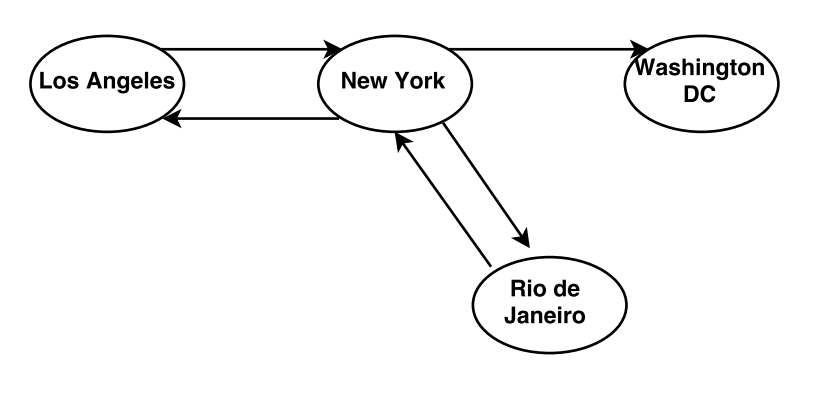 Los Angeles
New York
Washington
DC
Rio de
Janeiro